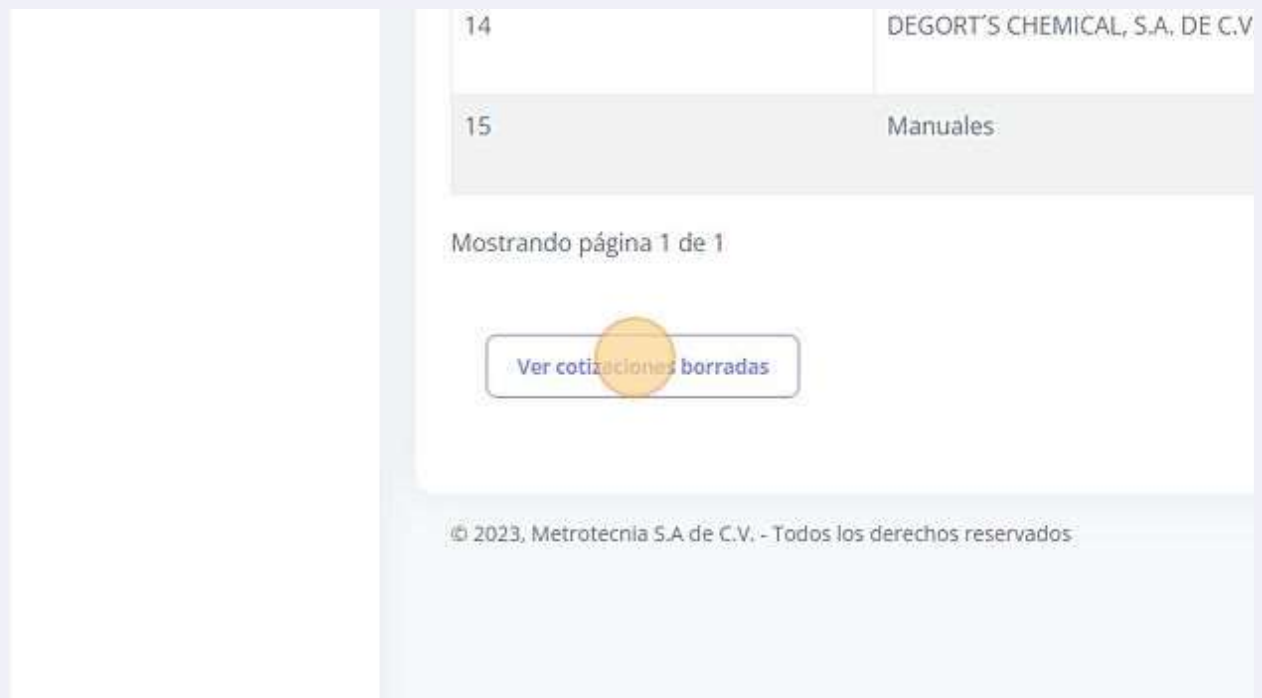 14 DEGORT´S CHEMICAL, S.A. DE C.V
15 Manuales
Mostrando página 1 de 1
Ver cotizaciones borradas
© 2023, Metrotecnia S.A de C.V. - Todos los derechos reservados